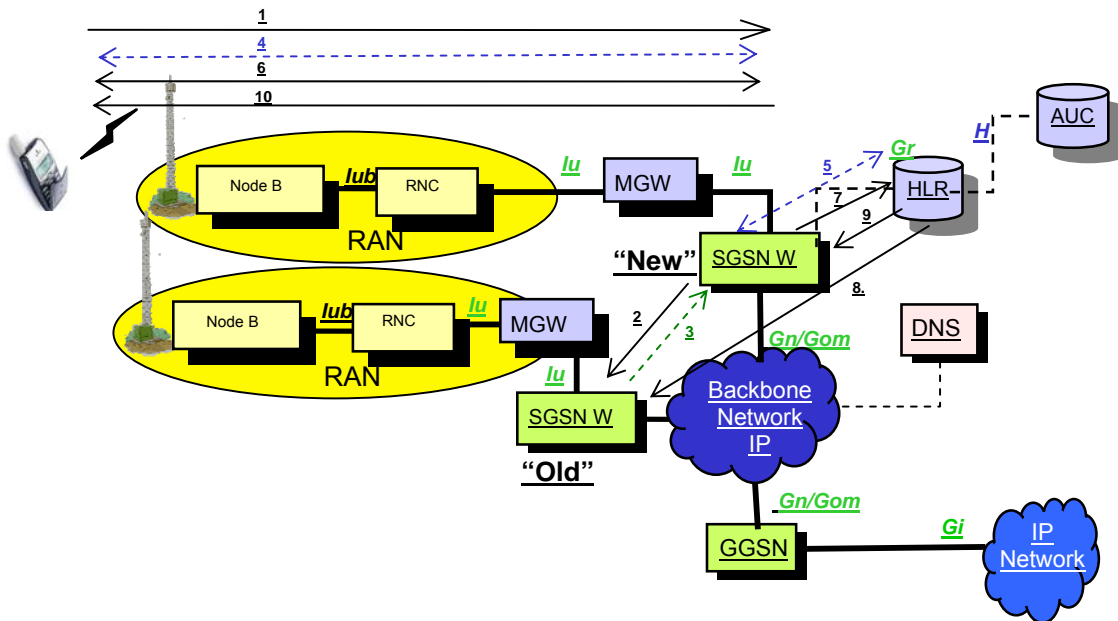 1
4
6
10
AUC
H
Gr
5
Iu
MGW
Iu
HLR
7
9
Node B
Iub
RNC
RAN
“New”
SGSN W
8.
2
3
DNS
Node B
Iub
RNC
Iu
MGW
RAN
Iu
Gn/Gom
SGSN W
Backbone
Network
IP
“Old”
Gn/Gom
GGSN
Gi
IP
Network